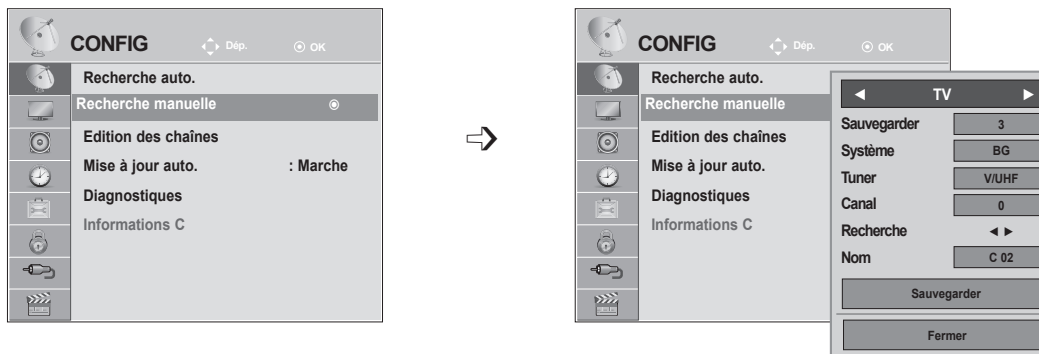 CONFIG Dép. OK
Recherche auto.
Recherche manuelle
Edition des chaînes
Mise à jour auto. : Marche
Diagnostiques
Informations C
CONFIG Dép. OK
Recherche auto.
Recherche manuelle
Edition des chaînes
Mise à jour auto.
Diagnostiques
Informations C
◄ TV ►
Sauvegarder 3
Système BG
Tuner V/UHF
Canal 0
Recherche ◄ ►
Nom C 02
Sauvegarder
Fermer